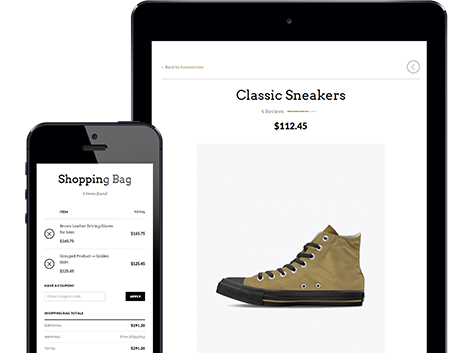 ‹ Back to Accessories
Classic Sneakers
4 Reviews
$112.45
Shopping Bag
2 items found
ITEM TOTAL
Brown Leather Driving Gloves
for Men
$165.75
$165.75
Grouped Product — Golden
$125.45
$125.45
HAVE A COUPON?
Enter coupon code
APPLY
SHOPPING BAG TOTALS
SUBTOTAL $291.20
SHIPPING Free Shipping
TOTAL $291.20